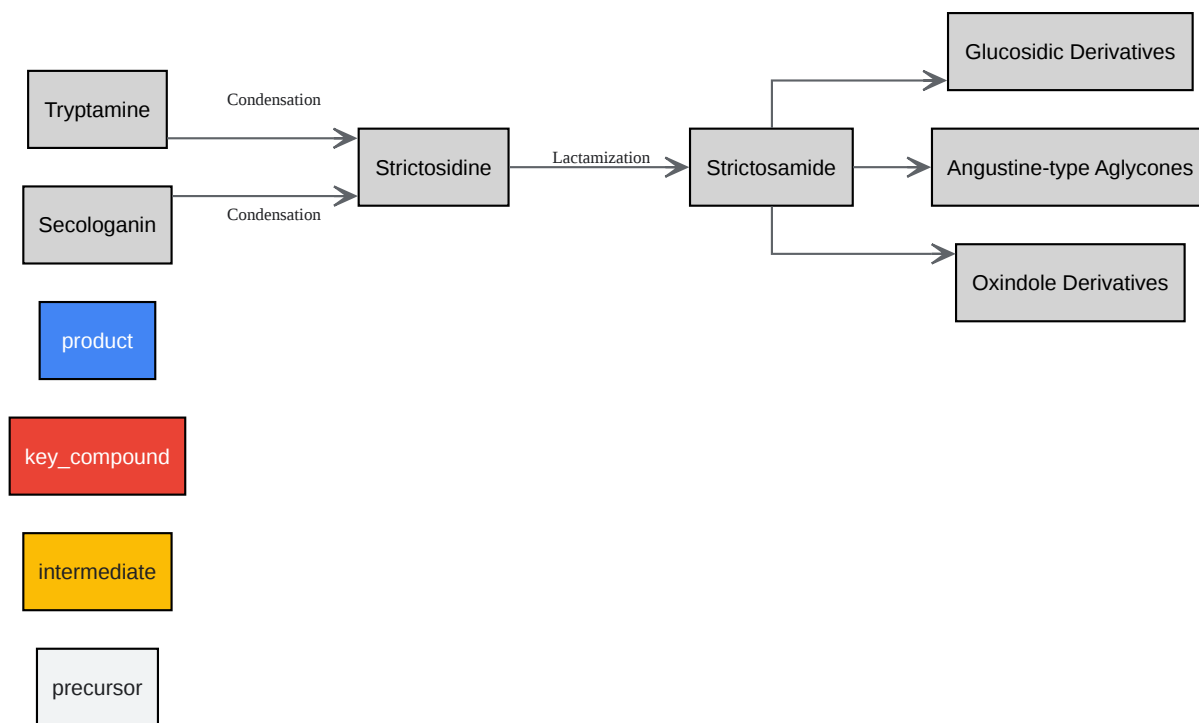 Glucosidic Derivatives
Tryptamine
Condensation
Strictosidine
Lactamization
Strictosamide
Angustine-type Aglycones
Secologanin
Condensation
Oxindole Derivatives
product
key_compound
intermediate
precursor